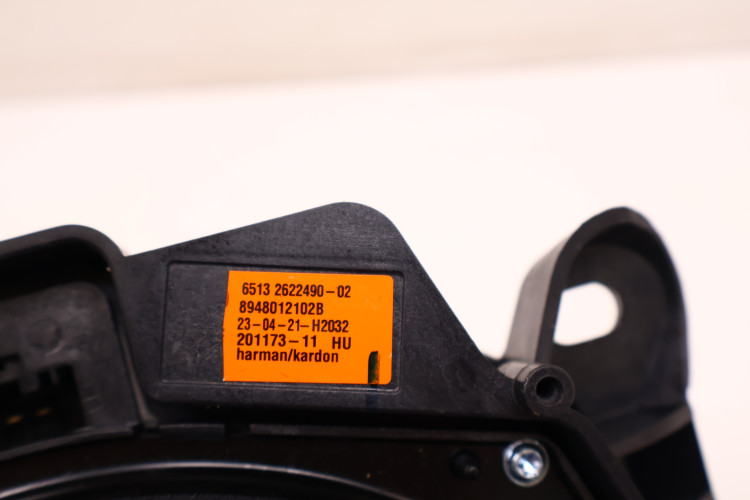 6513 2622490-02
8948012102B
23-04-21-H2032
201173-11 HU
harman/kardon